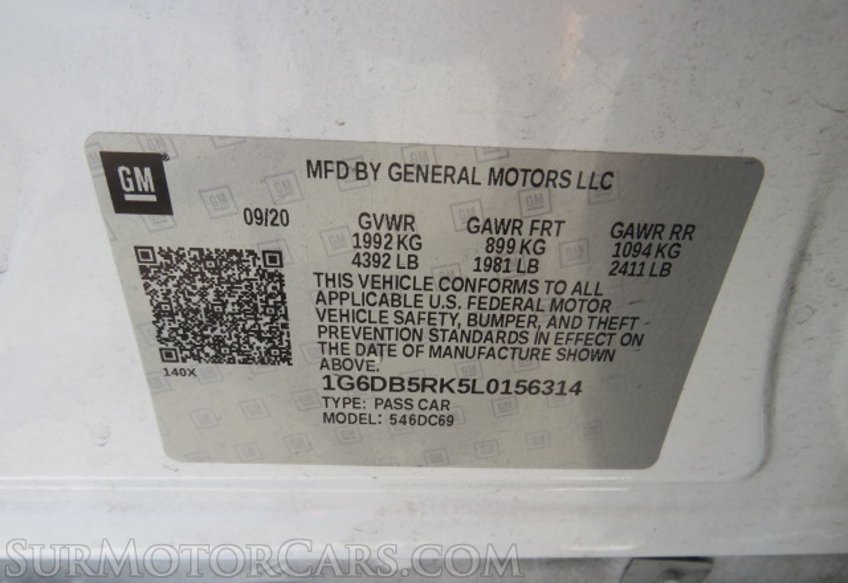 GM
MFD BY GENERAL MOTORS LLC
09/20 GVWR GAWR FRT GAWR RR
1992 KG 899 KG 1094 KG
4392 LB 1981 LB 2411 LB
THIS VEHICLE CONFORMS TO ALL
APPLICABLE U.S. FEDERAL MOTOR
VEHICLE SAFETY, BUMPER, AND THEFT
PREVENTION STANDARDS IN EFFECT ON
THE DATE OF MANUFACTURE SHOWN
ABOVE.
140X
1G6DB5RK5L0156314
TYPE: PASS CAR
MODEL: 546DC69
SURMOTORCARS.COM